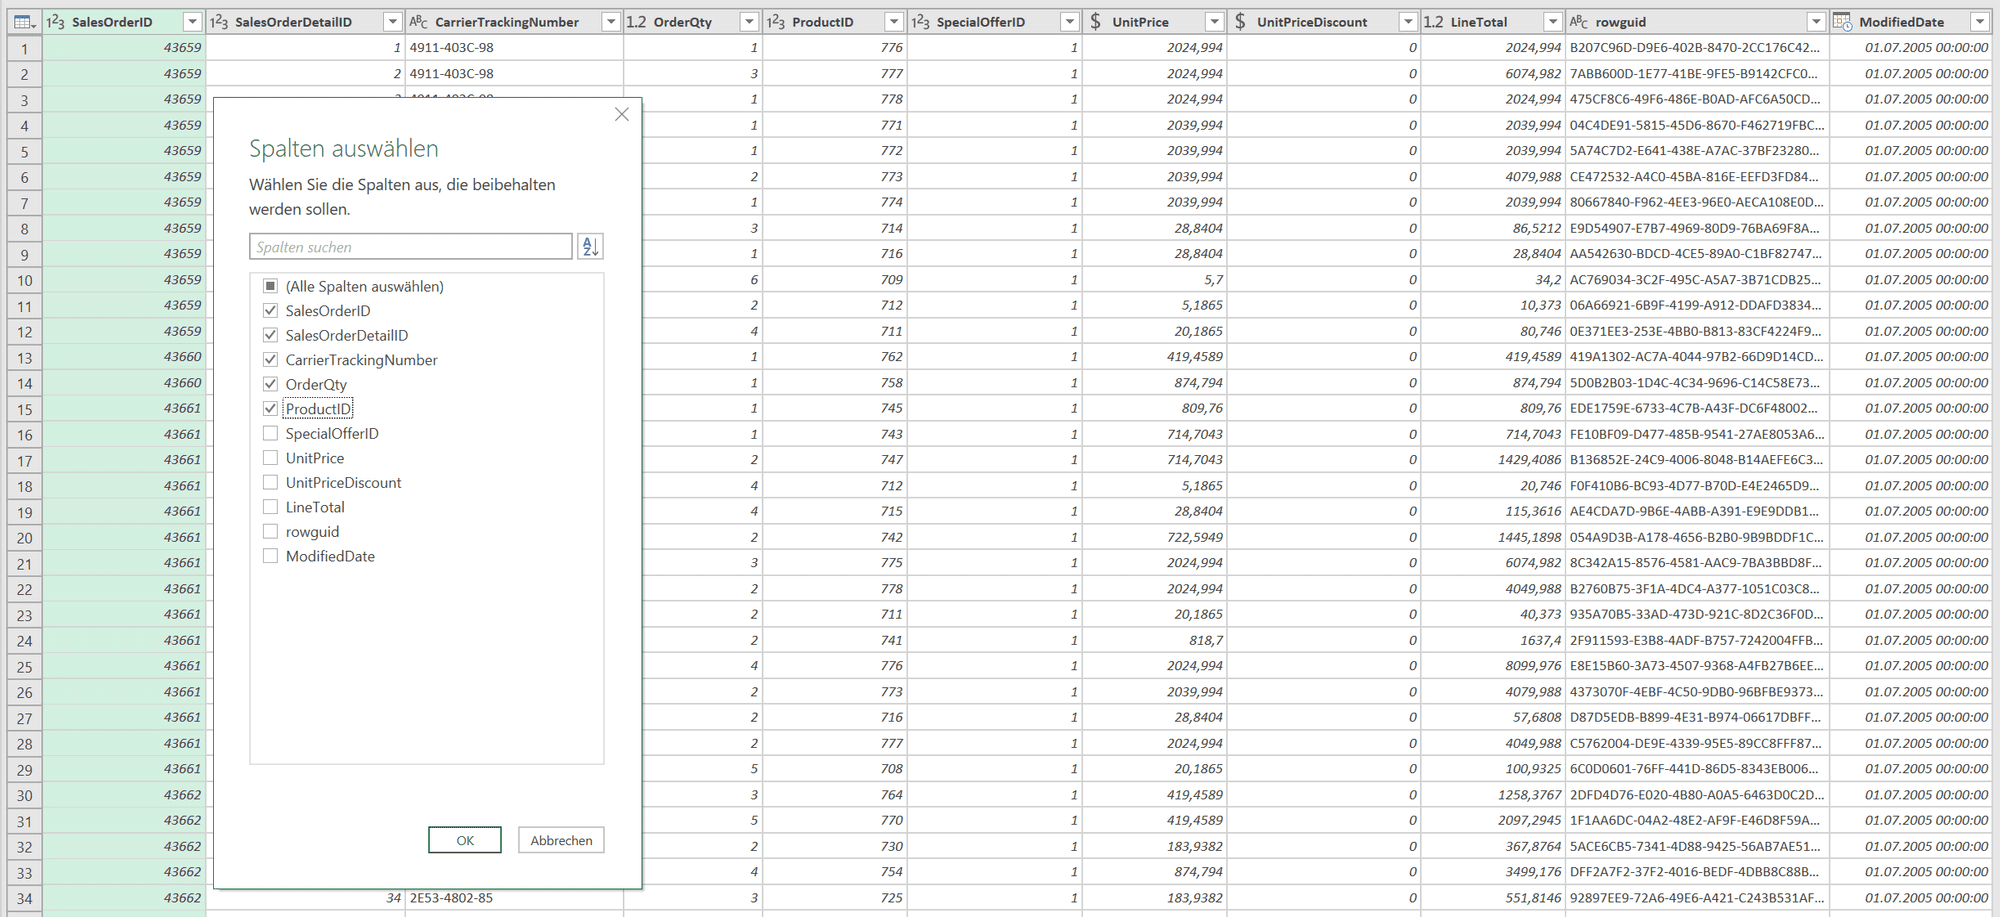 1²3 SalesOrderID 1²3 SalesOrderDetailID ABC CarrierTrackingNumber 1.2 OrderQty 1²3 ProductID 1²3 SpecialOfferID $ UnitPrice $ UnitPriceDiscount 1.2 LineTotal ABC rowguid ModifiedDate
1 43659 1 4911-403C-98 1 776 1 2024,994 0 2024,994 B207C96D-D9E6-402B-8470-2CC176C42... 01.07.2005 00:00:00
2 43659 2 4911-403C-98 3 777 1 2024,994 0 6074,982 7ABB600D-1E77-41BE-9FE5-B9142CFC0... 01.07.2005 00:00:00
3 43659 1 778 1 2024,994 0 2024,994 475CF8C6-49F6-486E-B0AD-AFC6A50CD... 01.07.2005 00:00:00
4 43659 1 771 1 2039,994 0 2039,994 04C4DE91-5815-45D6-8670-F462719FBC... 01.07.2005 00:00:00
5 43659 1 772 1 2039,994 0 2039,994 5A74C7D2-E641-438E-A7AC-37BF23280... 01.07.2005 00:00:00
6 43659 2 773 1 2039,994 0 4079,988 CE472532-A4C0-45BA-816E-EEFD3FD84... 01.07.2005 00:00:00
7 43659 1 774 1 2039,994 0 2039,994 80667840-F962-4EE3-96E0-AECA108E0D... 01.07.2005 00:00:00
8 43659 3 714 1 28,8404 0 86,5212 E9D54907-E7B7-4969-80D9-76BA69F8A... 01.07.2005 00:00:00
9 43659 1 716 1 28,8404 0 28,8404 AA542630-BDCD-4CE5-89A0-C1BF82747... 01.07.2005 00:00:00
10 43659 6 709 1 5,7 0 34,2 AC769034-3C2F-495C-A5A7-3B71CDB25... 01.07.2005 00:00:00
11 43659 2 712 1 5,1865 0 10,373 06A66921-6B9F-4199-A912-DDAFD3834... 01.07.2005 00:00:00
12 43659 4 711 1 20,1865 0 80,746 0E371EE3-253E-4BB0-B813-83CF4224F9... 01.07.2005 00:00:00
13 43660 1 762 1 419,4589 0 419,4589 419A1302-AC7A-4044-97B2-66D9D14CD... 01.07.2005 00:00:00
14 43660 1 758 1 874,794 0 874,794 5D0B2B03-1D4C-4C34-9696-C14C58E73... 01.07.2005 00:00:00
15 43661 1 745 1 809,76 0 809,76 EDE1759E-6733-4C7B-A43F-DC6F48002... 01.07.2005 00:00:00
16 43661 1 743 1 714,7043 0 714,7043 FE10BF09-D477-485B-9541-27AE8053A6... 01.07.2005 00:00:00
17 43661 2 747 1 714,7043 0 1429,4086 B136852E-24C9-4006-8048-B14AEFE6C3... 01.07.2005 00:00:00
18 43661 4 712 1 5,1865 0 20,746 F0F410B6-BC93-4D77-B70D-E4E2465D9... 01.07.2005 00:00:00
19 43661 4 715 1 28,8404 0 115,3616 AE4CDA7D-9B6E-4ABB-A391-E9E9DDB1... 01.07.2005 00:00:00
20 43661 2 742 1 722,5949 0 1445,1898 054A9D3B-A178-4656-B2B0-9B9BDDF1C... 01.07.2005 00:00:00
21 43661 3 775 1 2024,994 0 6074,982 8C342A15-8576-4581-AAC9-7BA3BBD8F... 01.07.2005 00:00:00
22 43661 2 778 1 2024,994 0 4049,988 B2760B75-3F1A-4DC4-A377-1051C03C8... 01.07.2005 00:00:00
23 43661 2 711 1 20,1865 0 40,373 935A70B5-33AD-473D-921C-8D2C36F0D... 01.07.2005 00:00:00
24 43661 2 741 1 818,7 0 1637,4 2F911593-E3B8-4ADF-B757-7242004FFB... 01.07.2005 00:00:00
25 43661 4 776 1 2024,994 0 8099,976 E8E15B60-3A73-4507-9368-A4FB27B6EE... 01.07.2005 00:00:00
26 43661 2 773 1 2039,994 0 4079,988 4373070F-4EBF-4C50-9DB0-96BFBE9373... 01.07.2005 00:00:00
27 43661 2 716 1 28,8404 0 57,6808 D87D5EDB-B899-4E31-B974-06617DBFF... 01.07.2005 00:00:00
28 43661 2 777 1 2024,994 0 4049,988 C5762004-DE9E-4339-95E5-89CC8FFF87... 01.07.2005 00:00:00
29 43661 5 708 1 20,1865 0 100,9325 6C0D0601-76FF-441D-86D5-8343EB006... 01.07.2005 00:00:00
30 43662 3 764 1 419,4589 0 1258,3767 2DFD4D76-E020-4B80-A0A5-6463D0C2D... 01.07.2005 00:00:00
31 43662 5 770 1 419,4589 0 2097,2945 1F1AA6DC-04A2-48E2-AF9F-E46D8F59A... 01.07.2005 00:00:00
32 43662 2 730 1 183,9382 0 367,8764 5ACE6CB5-7341-4D88-9425-56AB7AE51... 01.07.2005 00:00:00
33 43662 4 754 1 874,794 0 3499,176 DFF2A7F2-37F2-4016-BEDF-4DBB8C88B... 01.07.2005 00:00:00
34 43662 34 2E53-4802-85 3 725 1 183,9382 0 551,8146 92897EE9-72A6-49E6-A421-C243B531AF... 01.07.2005 00:00:00
Spalten auswählen
Wählen Sie die Spalten aus, die beibehalten
werden sollen.
Spalten suchen
AZ
(Alle Spalten auswählen)
SalesOrderID
SalesOrderDetailID
CarrierTrackingNumber
OrderQty
ProductID
SpecialOfferID
UnitPrice
UnitPriceDiscount
LineTotal
rowguid
ModifiedDate
OK Abbrechen